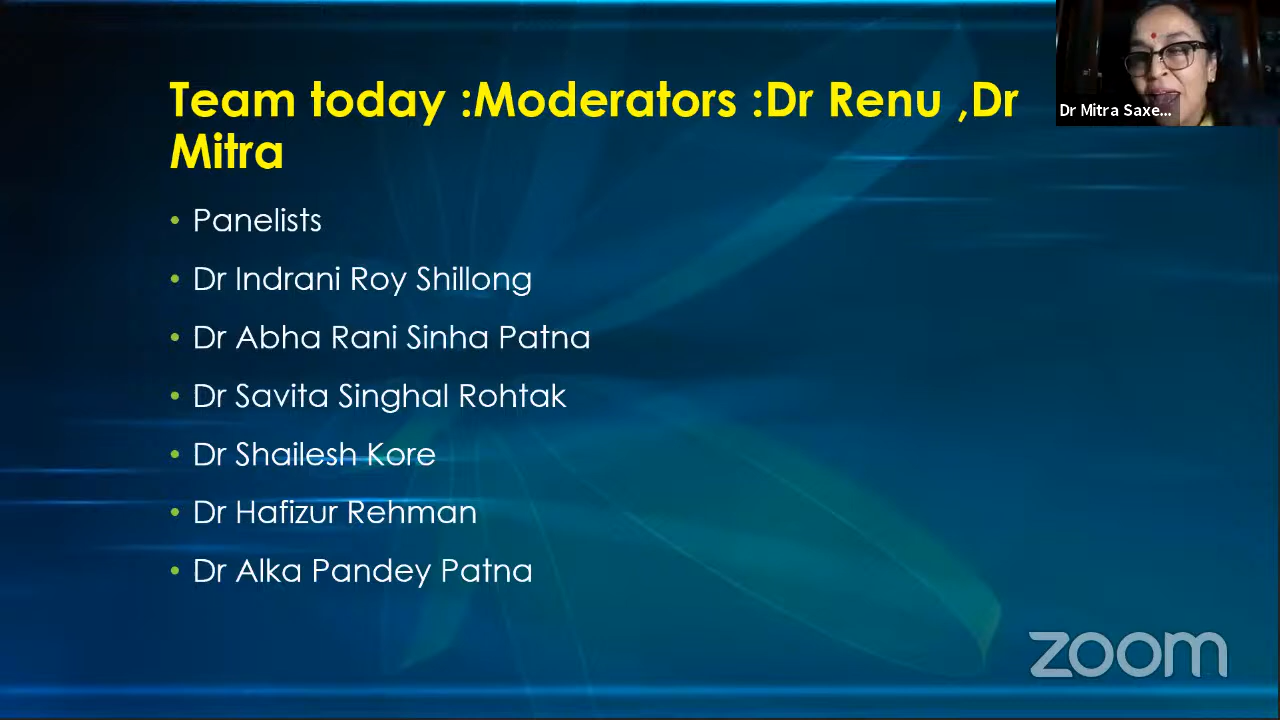 Team today :Moderators :Dr Renu ,Dr
Mitra
• Panelists
• Dr Indrani Roy Shillong
• Dr Abha Rani Sinha Patna
• Dr Savita Singhal Rohtak
• Dr Shailesh Kore
• Dr Hafizur Rehman
• Dr Alka Pandey Patna
Dr Mitra Saxe...
zoom